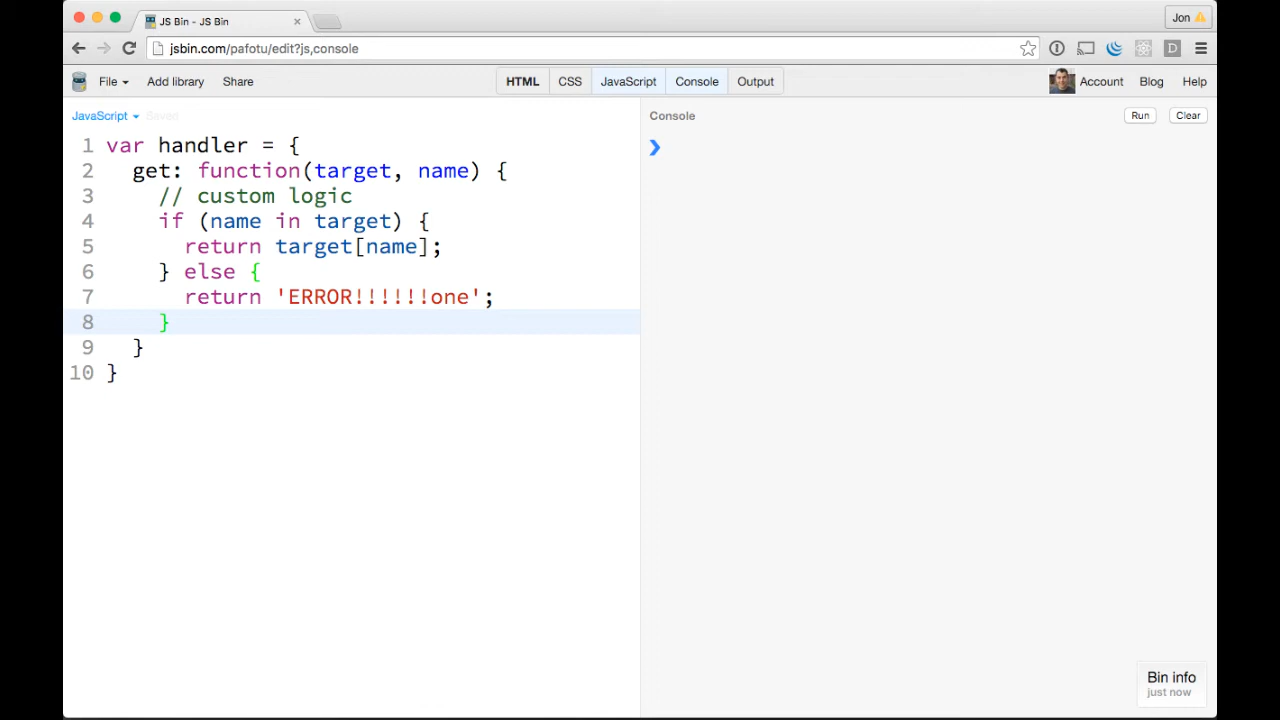 JS Bin - JS Bin
Jon
jsbin.com/pafotu/edit?js,console
D
File Add library Share HTML CSS JavaScript Console Output Account Blog Help
JavaScript Saved
Console Run Clear
1 var handler = {
2 get: function(target, name) {
3 // custom logic
4 if (name in target) {
5 return target[name];
6 } else {
7 return 'ERROR!!!!!!one';
8 }
9 }
10 }
Bin info
just now